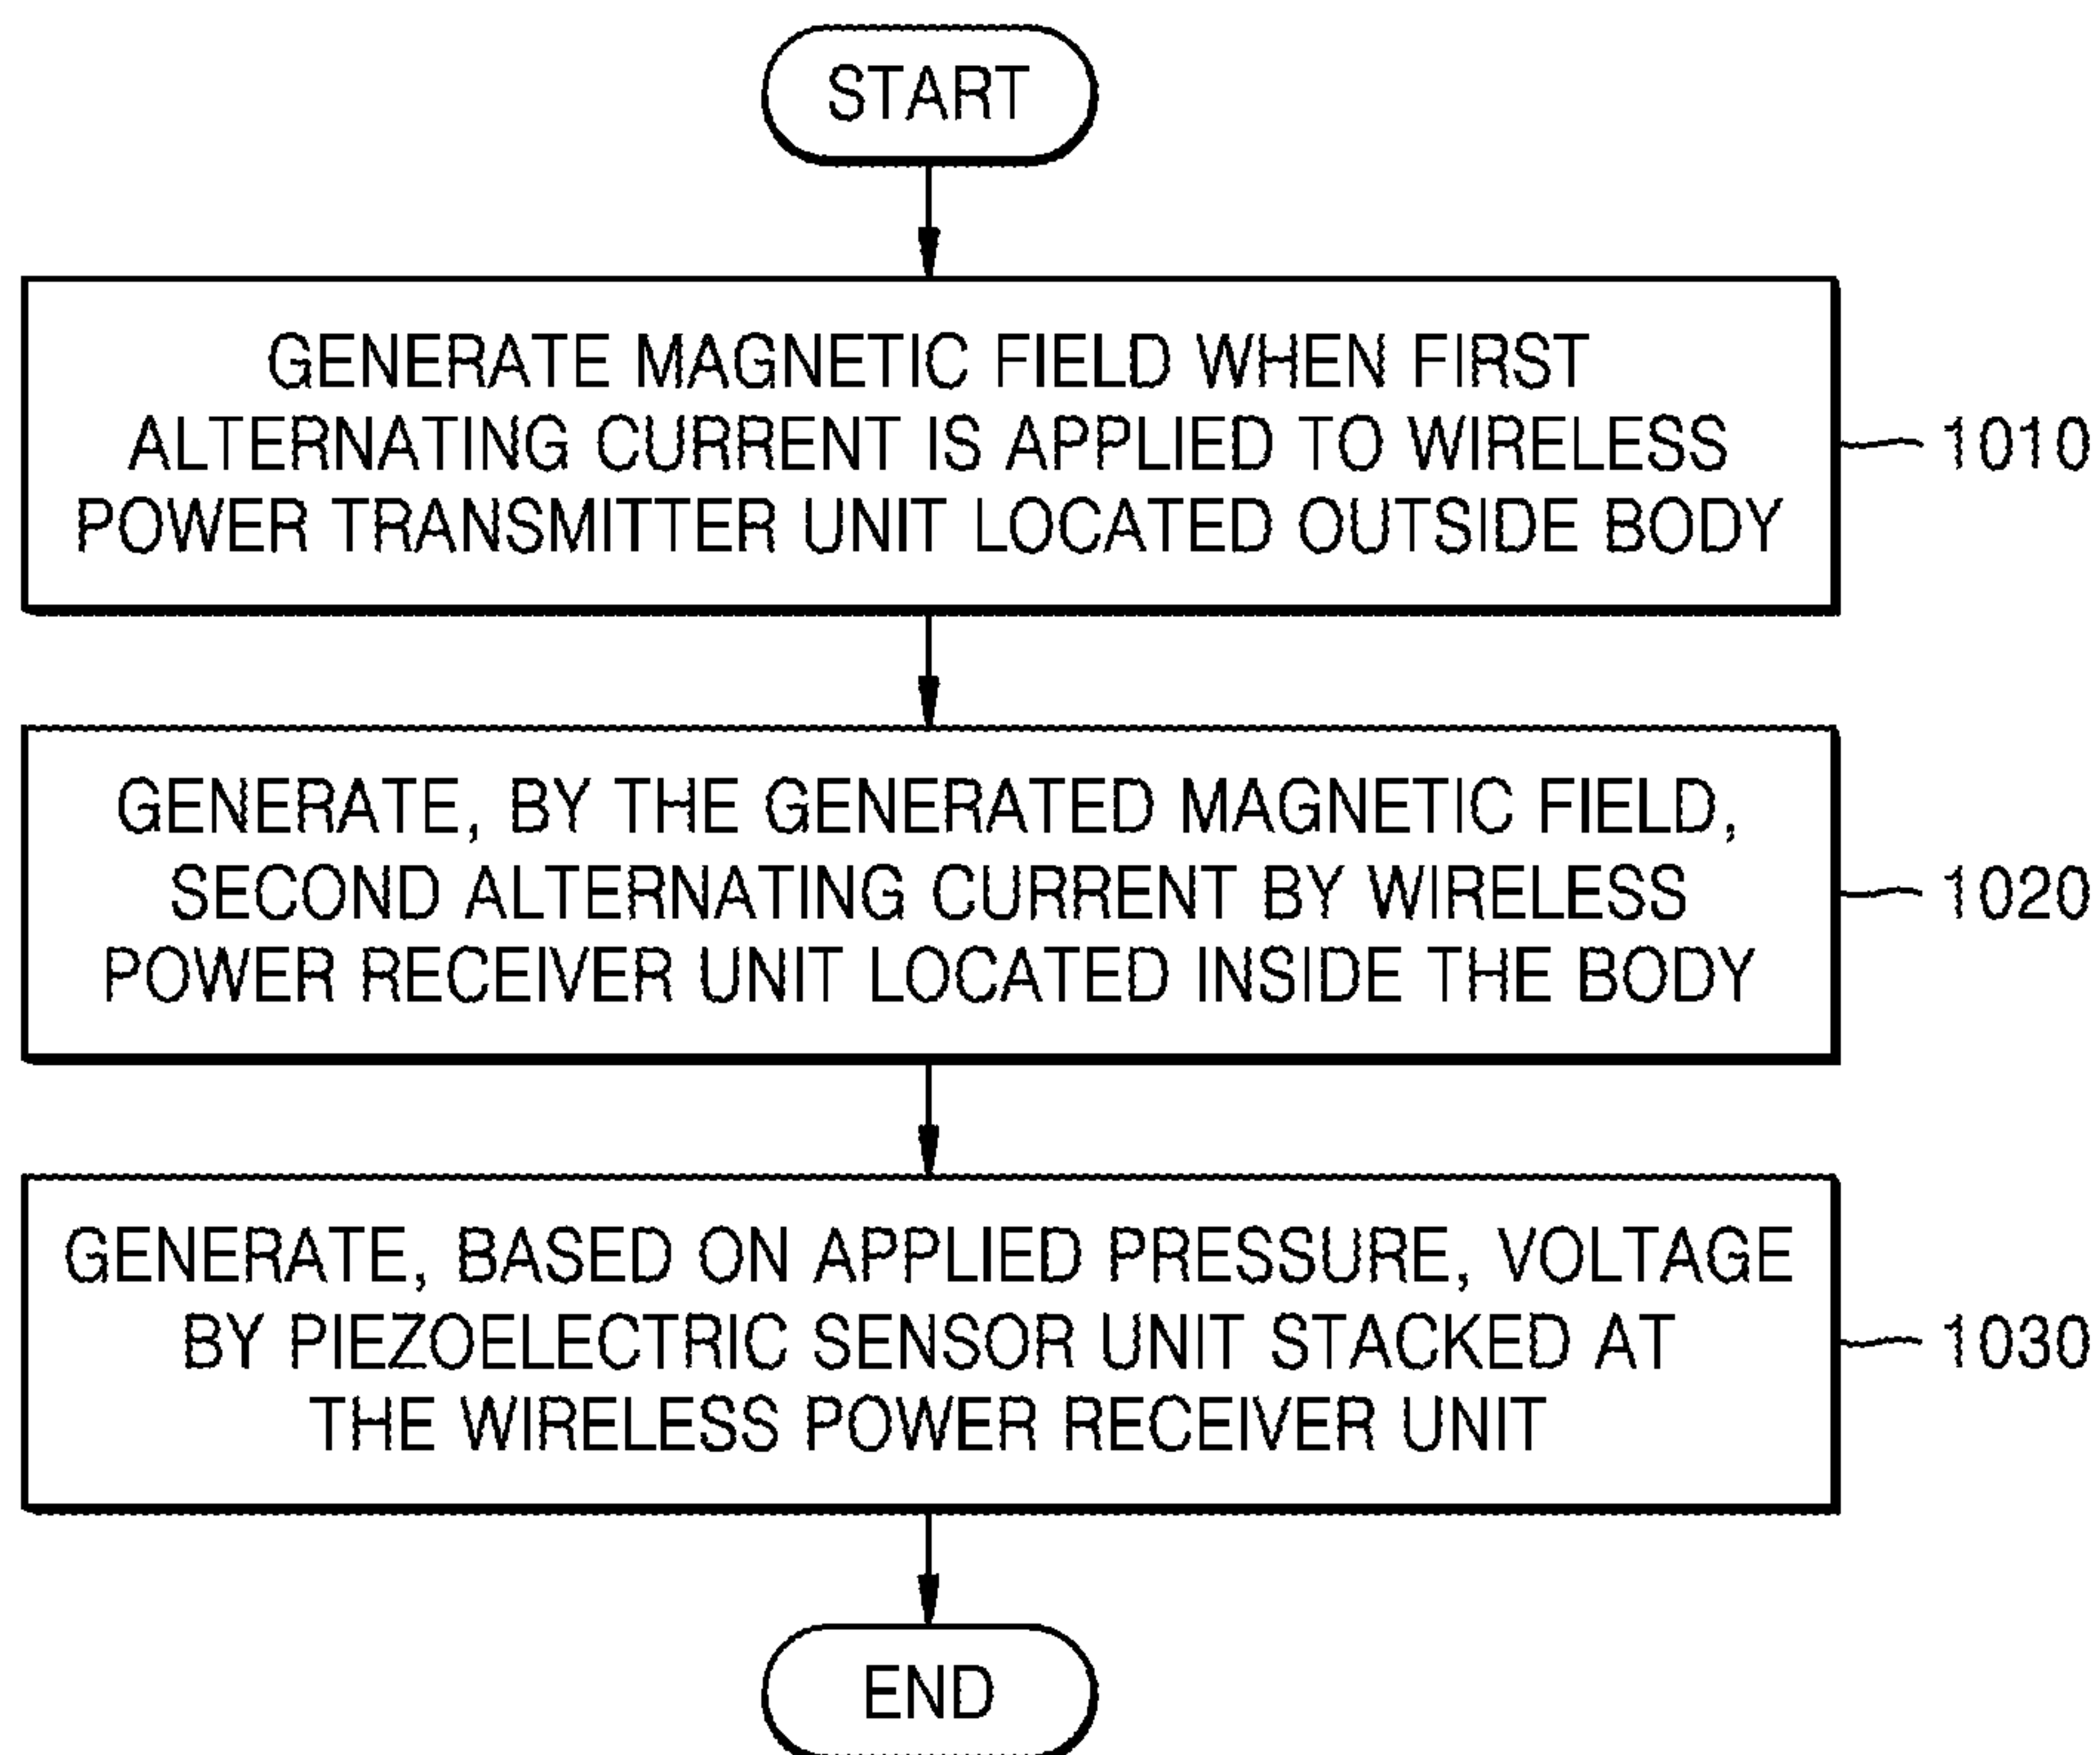 START
GENERATE MAGNETIC FIELD WHEN FIRST
ALTERNATING CURRENT IS APPLIED TO WIRELESS
POWER TRANSMITTER UNIT LOCATED OUTSIDE BODY
1010
GENERATE, BY THE GENERATED MAGNETIC FIELD,
SECOND ALTERNATING CURRENT BY WIRELESS
POWER RECEIVER UNIT LOCATED INSIDE THE BODY
1020
GENERATE, BASED ON APPLIED PRESSURE, VOLTAGE
BY PIEZOELECTRIC SENSOR UNIT STACKED AT
THE WIRELESS POWER RECEIVER UNIT
1030
END